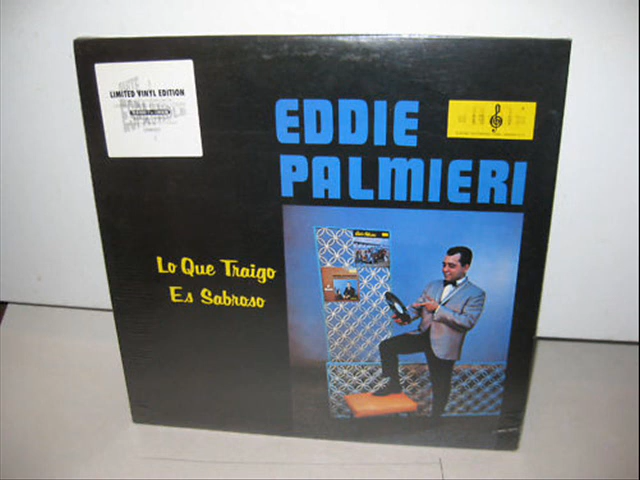 LIMITED VINYL EDITION
EDDIE
PALMIERI
Lo Que Traigo
Es Sabroso